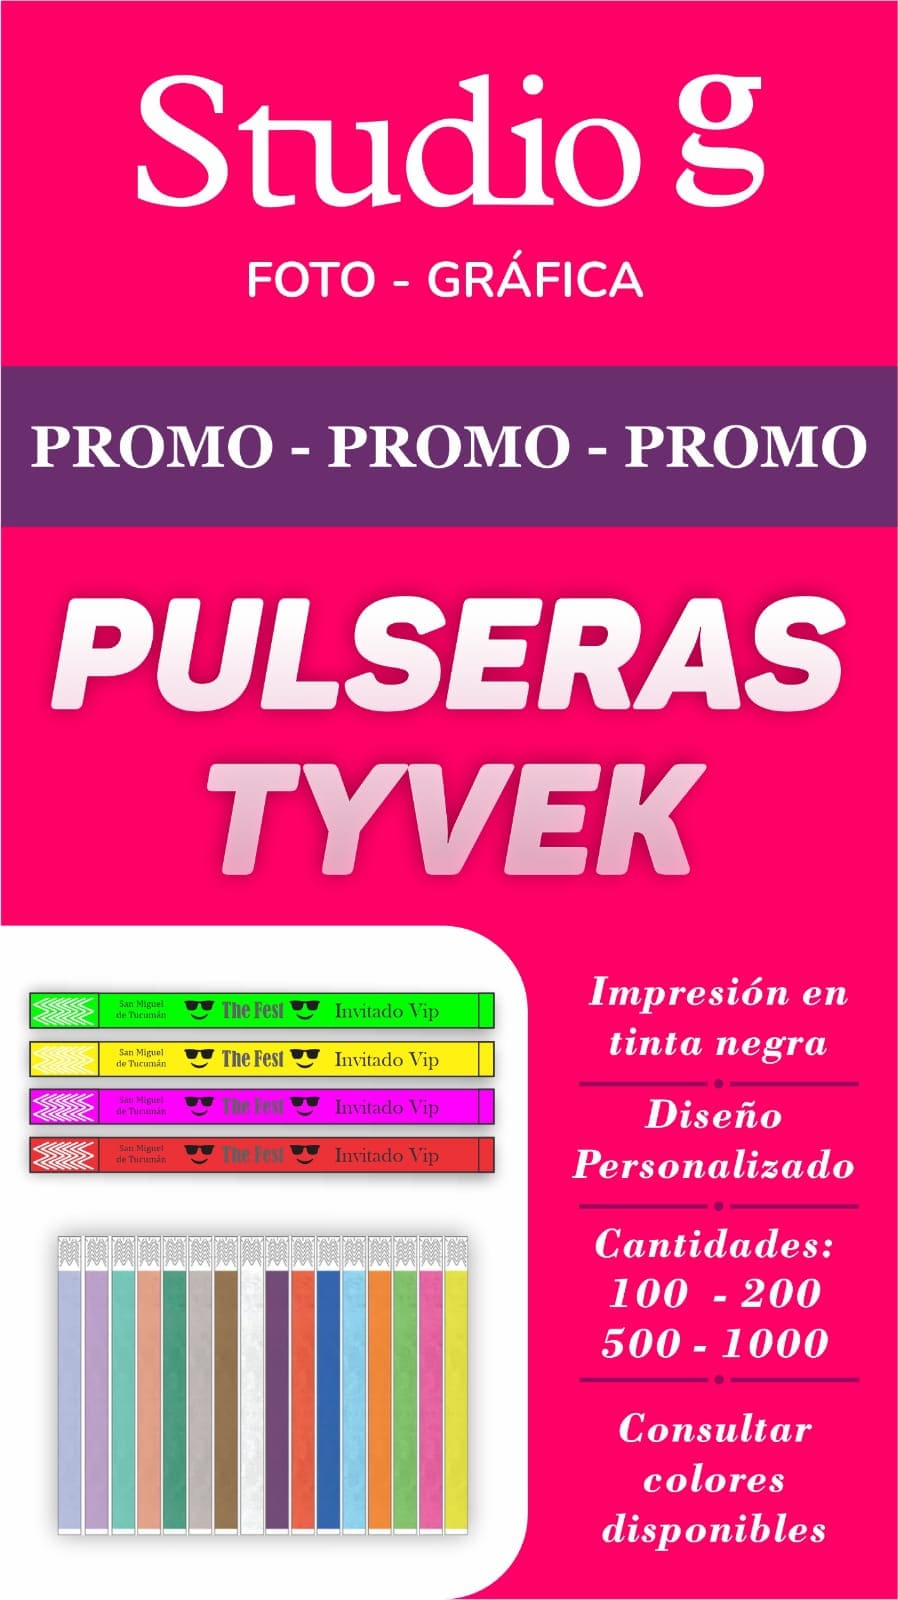 Studio g
FOTO - GRÁFICA
PROMO - PROMO - PROMO
PULSERAS
TYVEK
San Miguel
de Tucumán
The Fest
Invitado Vip
San Miguel
de Tucumán
The Fest
Invitado Vip
San Miguel
de Tucumán
The Fest
Invitado Vip
San Miguel
de Tucumán
The Fest
Invitado Vip
Impresión en
tinta negra
Diseño
Personalizado
Cantidades:
100 - 200
500 - 1000
Consultar
colores
disponibles